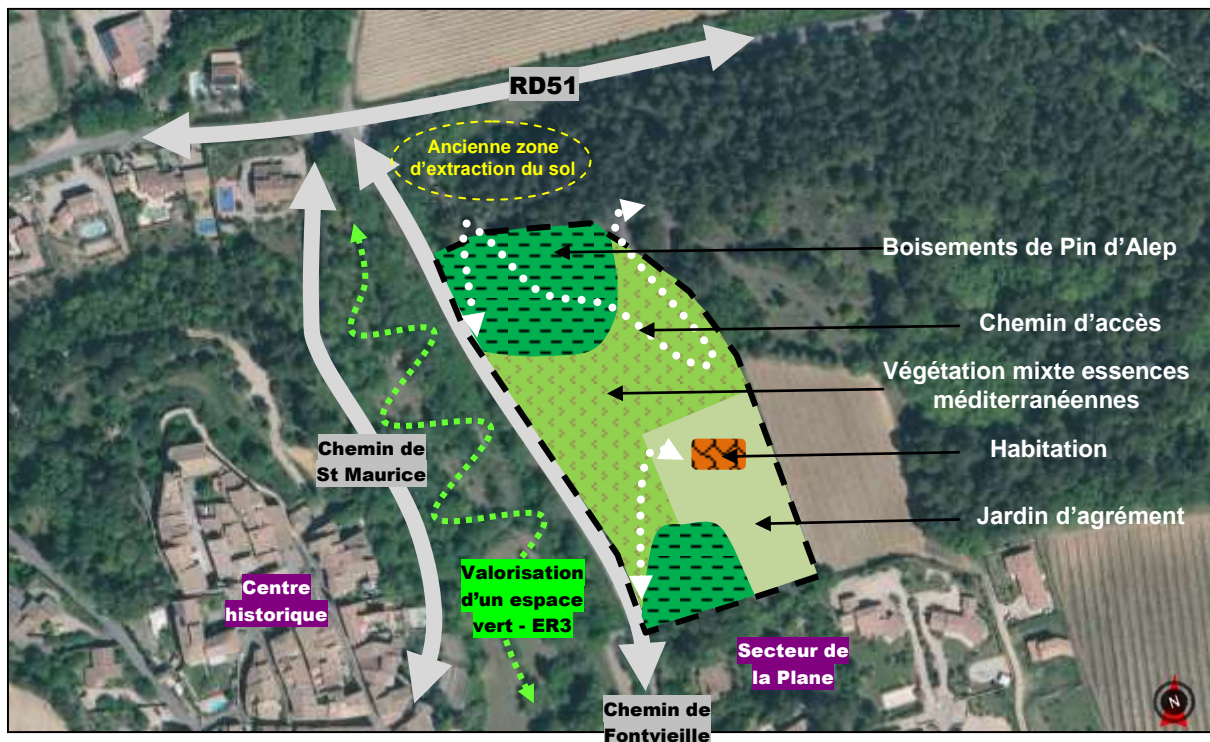 RD51
Ancienne zone
d'extraction du sol
Boisements de Pin d'Alep
Chemin d'accès
Végétation mixte essences
méditerranéennes
Habitation
Jardin d'agrément
Chemin de
St Maurice
Centre
historique
Valorisation
d'un espace
vert - ER3
Secteur de
la Plane
Chemin de
Fontvieille
N